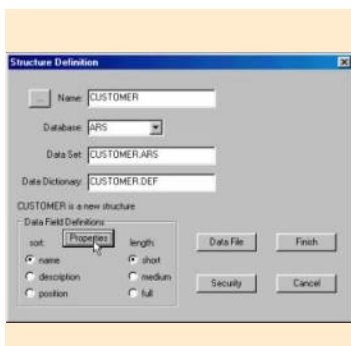 Structure Definition
... Name: CUSTOMER
Database: ARS
Data Set: CUSTOMER.ARS
Data Dictionary: CUSTOMER.DEF
CUSTOMER is a new structure
Data Field Definitions
sort: Properties length:
name short Data File Finish
description medium
position full Security Cancel